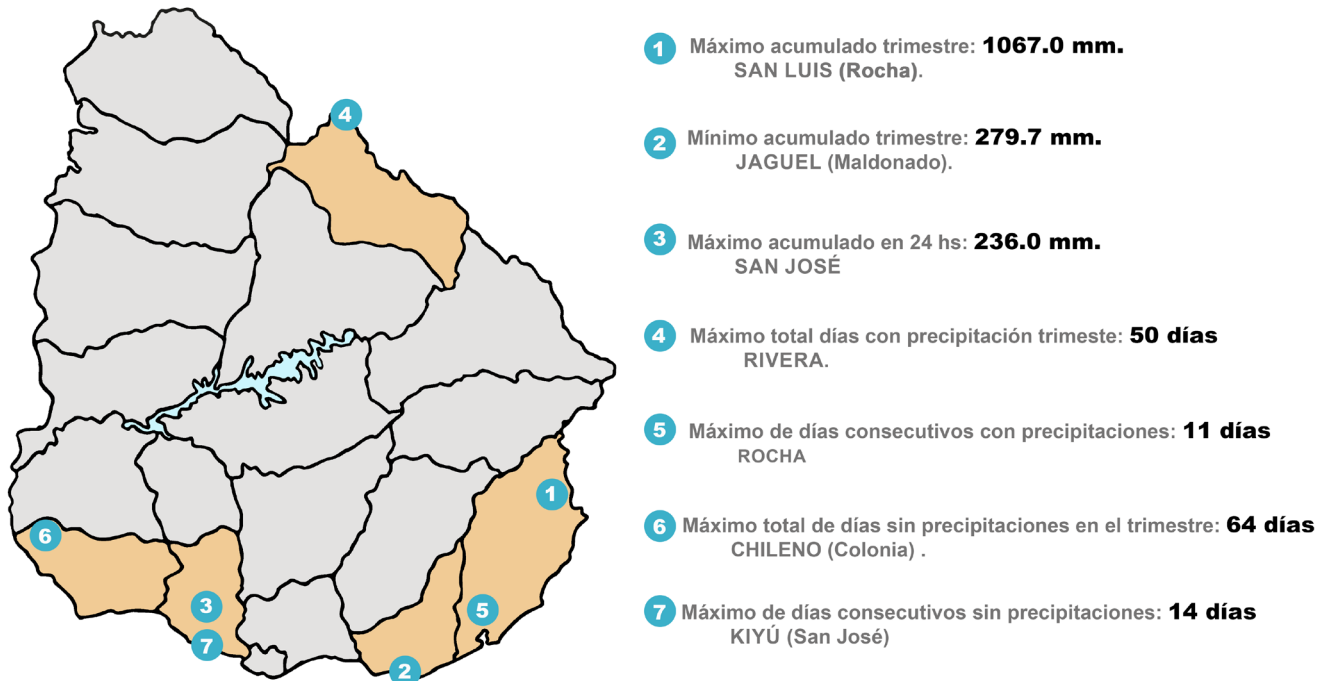 4
1
6
3
5
7
2
1 Máximo acumulado trimestre: 1067.0 mm.
SAN LUIS (Rocha).
2 Mínimo acumulado trimestre: 279.7 mm.
JAGUEL (Maldonado).
3 Máximo acumulado en 24 hs: 236.0 mm.
SAN JOSÉ
4 Máximo total días con precipitación trimeste: 50 días
RIVERA.
5 Máximo de días consecutivos con precipitaciones: 11 días
ROCHA
6 Máximo total de días sin precipitaciones en el trimestre: 64 días
CHILENO (Colonia) .
7 Máximo de días consecutivos sin precipitaciones: 14 días
KIYÚ (San José)